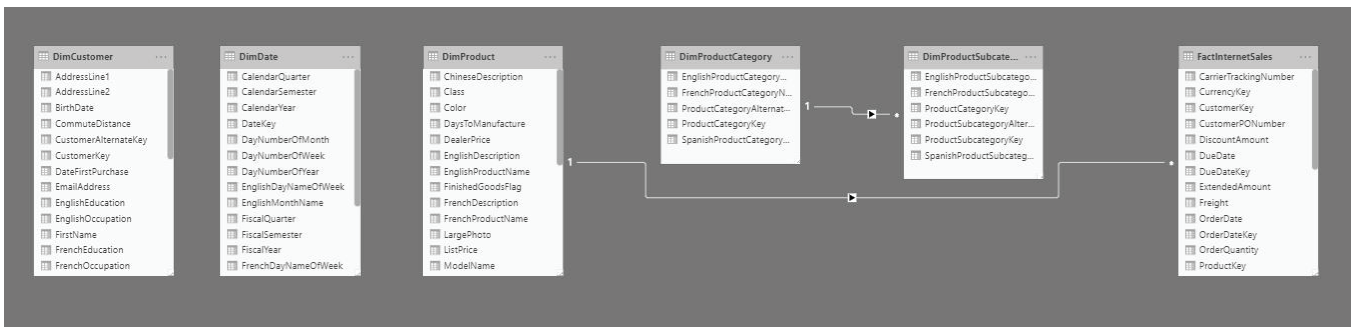 DimCustomer ...
AddressLine1
AddressLine2
BirthDate
CommuteDistance
CustomerAlternateKey
CustomerKey
DateFirstPurchase
EmailAddress
EnglishEducation
EnglishOccupation
FirstName
FrenchEducation
FrenchOccupation
DimDate ...
CalendarQuarter
CalendarSemester
CalendarYear
DateKey
DayNumberOfMonth
DayNumberOfWeek
DayNumberOfYear
EnglishDayNameOfWeek
EnglishMonthName
FiscalQuarter
FiscalSemester
FiscalYear
FrenchDayNameOfWeek
DimProduct ...
ChineseDescription
Class
Color
DaysToManufacture
DealerPrice
EnglishDescription
EnglishProductName
FinishedGoodsFlag
FrenchDescription
FrenchProductName
LargePhoto
ListPrice
ModelName
1
DimProductCategory ...
EnglishProductCategory...
FrenchProductCategoryN...
ProductCategoryAlternat...
ProductCategoryKey
SpanishProductCategory...
1
*
DimProductSubcate... ...
EnglishProductSubcatego...
FrenchProductSubcatego...
ProductCategoryKey
ProductSubcategoryAlter...
ProductSubcategoryKey
SpanishProductSubcateg...
*
FactInternetSales ...
CarrierTrackingNumber
CurrencyKey
CustomerKey
CustomerPONumber
DiscountAmount
DueDate
DueDateKey
ExtendedAmount
Freight
OrderDate
OrderDateKey
OrderQuantity
ProductKey